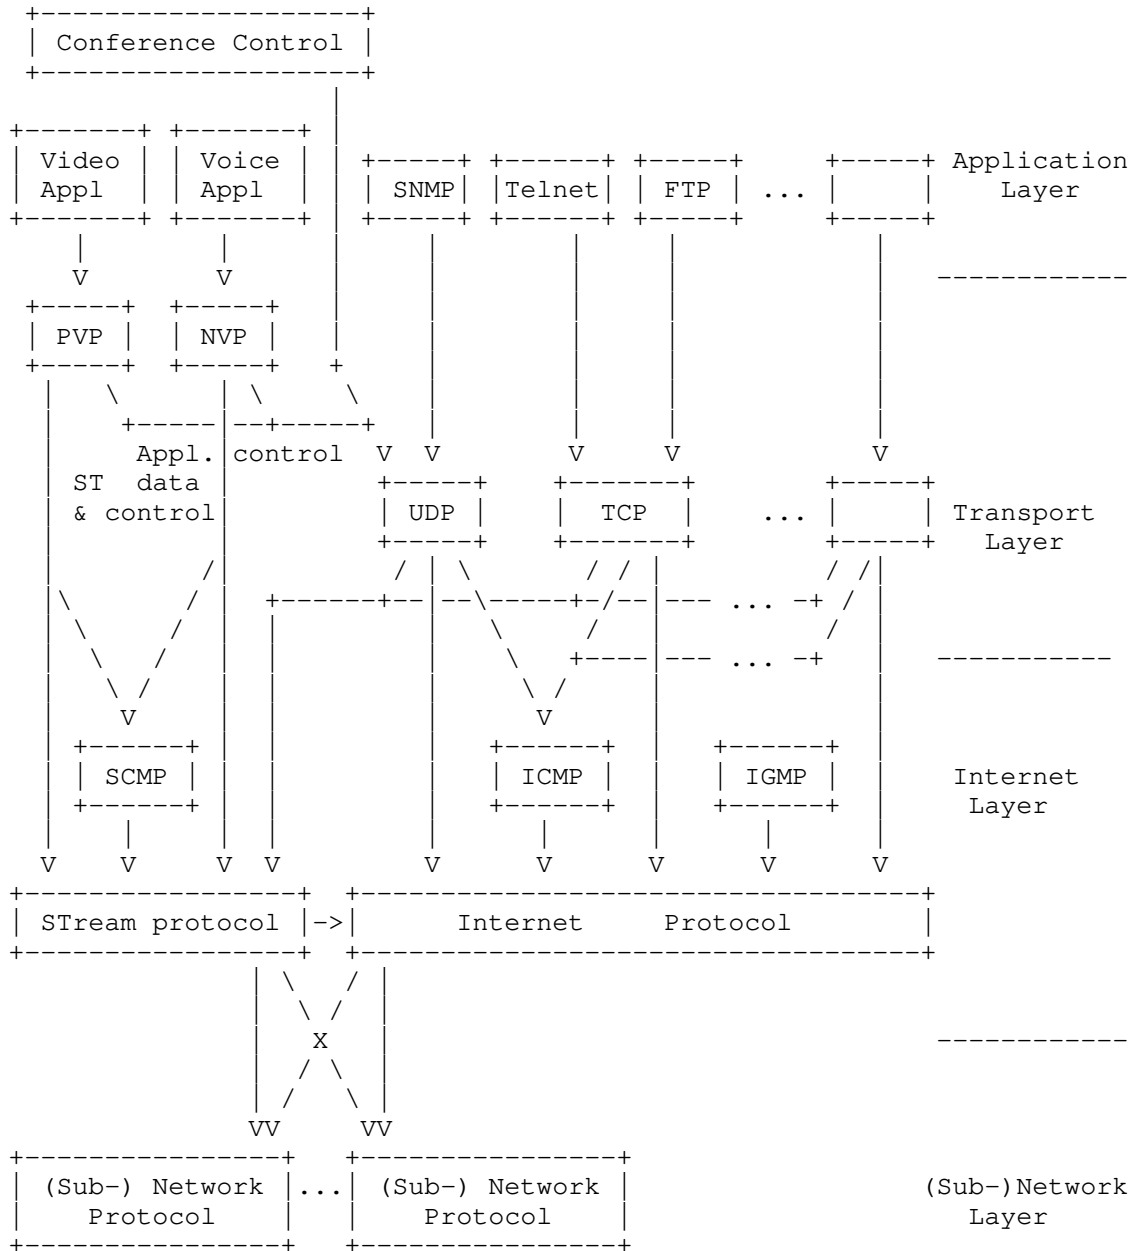 Conference Control
Video Voice Application
Appl Appl SNMP Telnet FTP ... Layer
V V
PVP NVP
Appl. control V V V V V
ST data
& control UDP TCP ... Transport
Layer
...
...
V V
SCMP ICMP IGMP Internet
Layer
V V V V V V V V V
STream protocol -> Internet Protocol
X
VV VV
(Sub-) Network ... (Sub-) Network (Sub-)Network
Protocol Protocol Layer